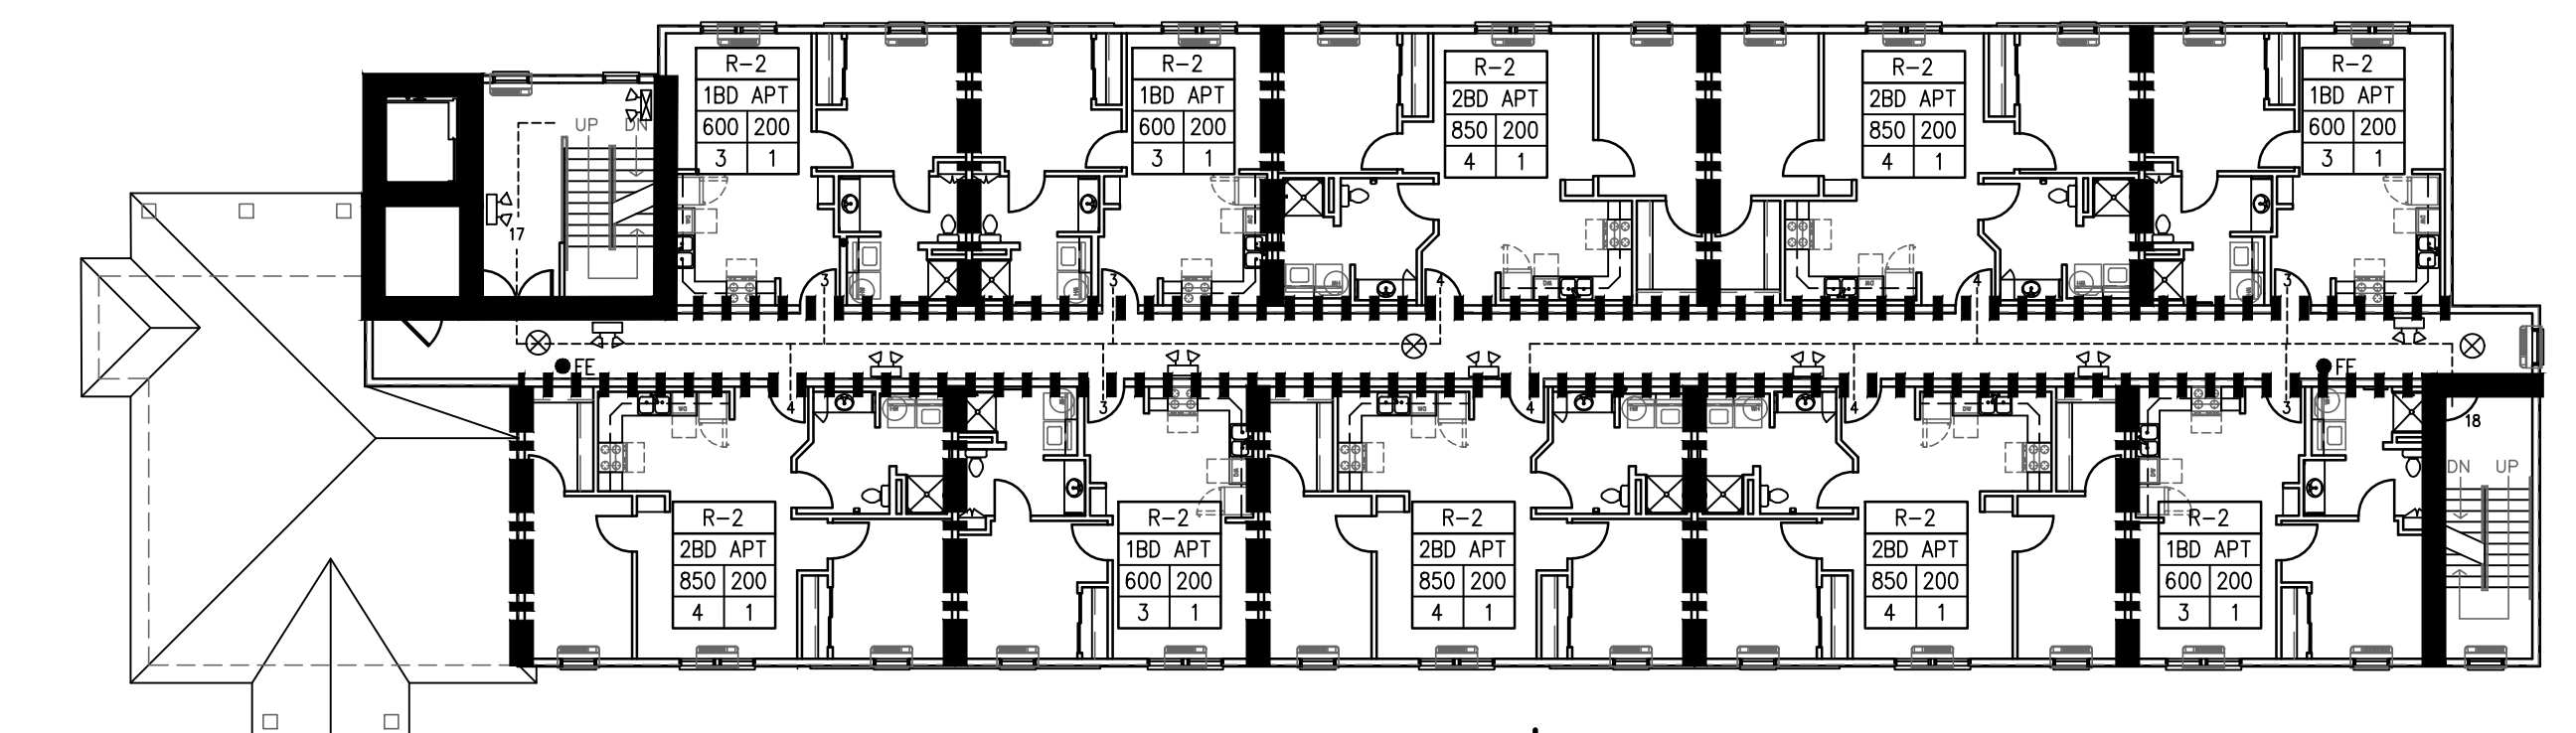 R-2
1BD APT
600 200
3 1
R-2
1BD APT
600 200
3 1
R-2
2BD APT
850 200
4 1
R-2
2BD APT
850 200
4 1
R-2
1BD APT
600 200
3 1
UP DN
17
3 3 4 4 3
FE
FE
4 3 4 4 3
18
DN UP
R-2
2BD APT
850 200
4 1
R-2
1BD APT
600 200
3 1
R-2
2BD APT
850 200
4 1
R-2
2BD APT
850 200
4 1
R-2
1BD APT
600 200
3 1